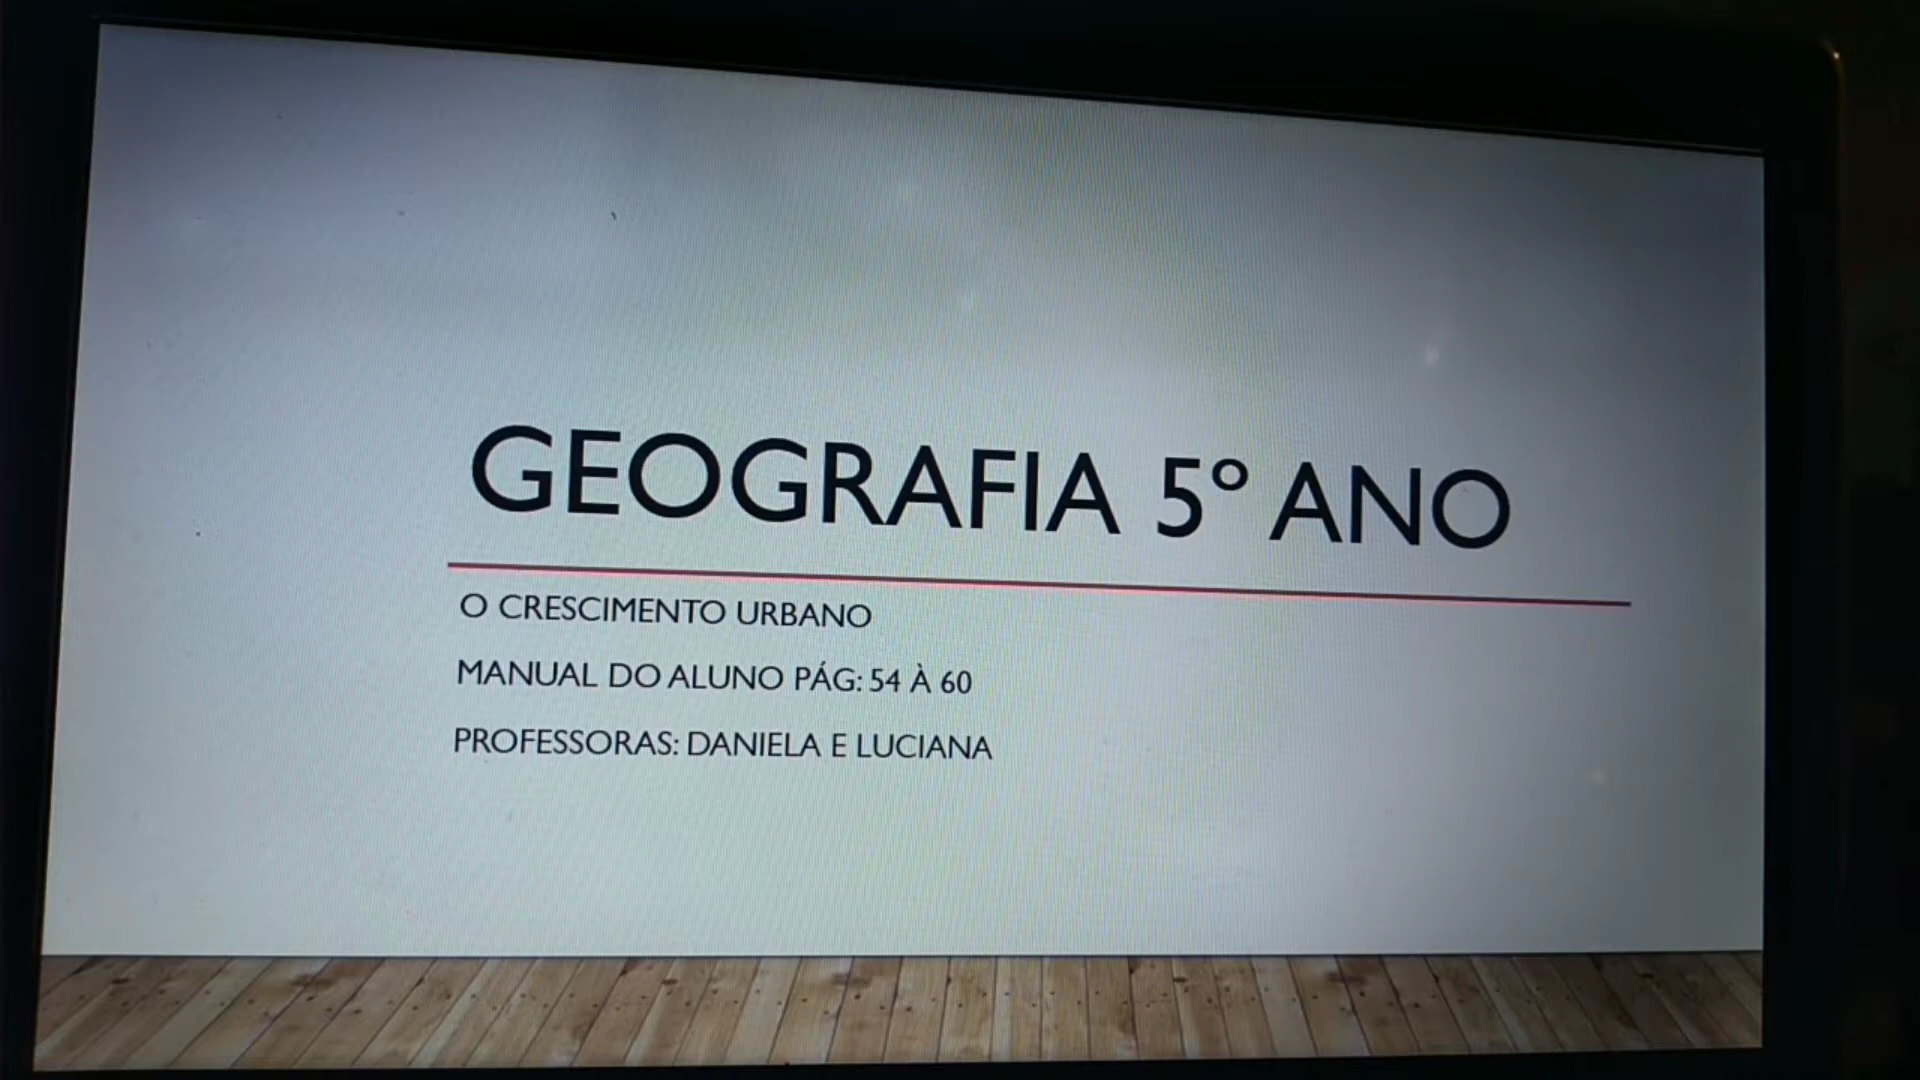 GEOGRAFIA 5º ANO
O CRESCIMENTO URBANO
MANUAL DO ALUNO PÁG: 54 À 60
PROFESSORAS: DANIELA E LUCIANA